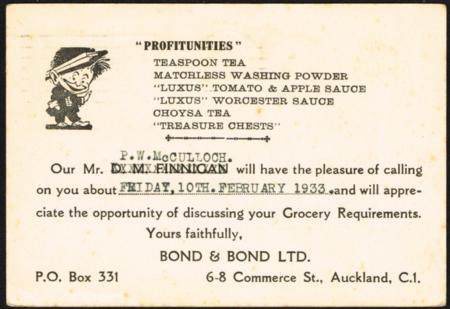 "PROFITUNITIES"
TEASPOON TEA
MATCHLESS WASHING POWDER
"LUXUS" TOMATO & APPLE SAUCE
"LUXUS" WORCESTER SAUCE
CHOYSA TEA
"TREASURE CHESTS"
P.W.McCULLOCH.
Our Mr. D. M. FINNIGAN will have the pleasure of calling
on you about FRIDAY, 10TH. FEBRUARY 1933. and will appre-
ciate the opportunity of discussing your Grocery Requirements.
Yours faithfully,
BOND & BOND LTD.
P.O. Box 331 6-8 Commerce St., Auckland, C.1.